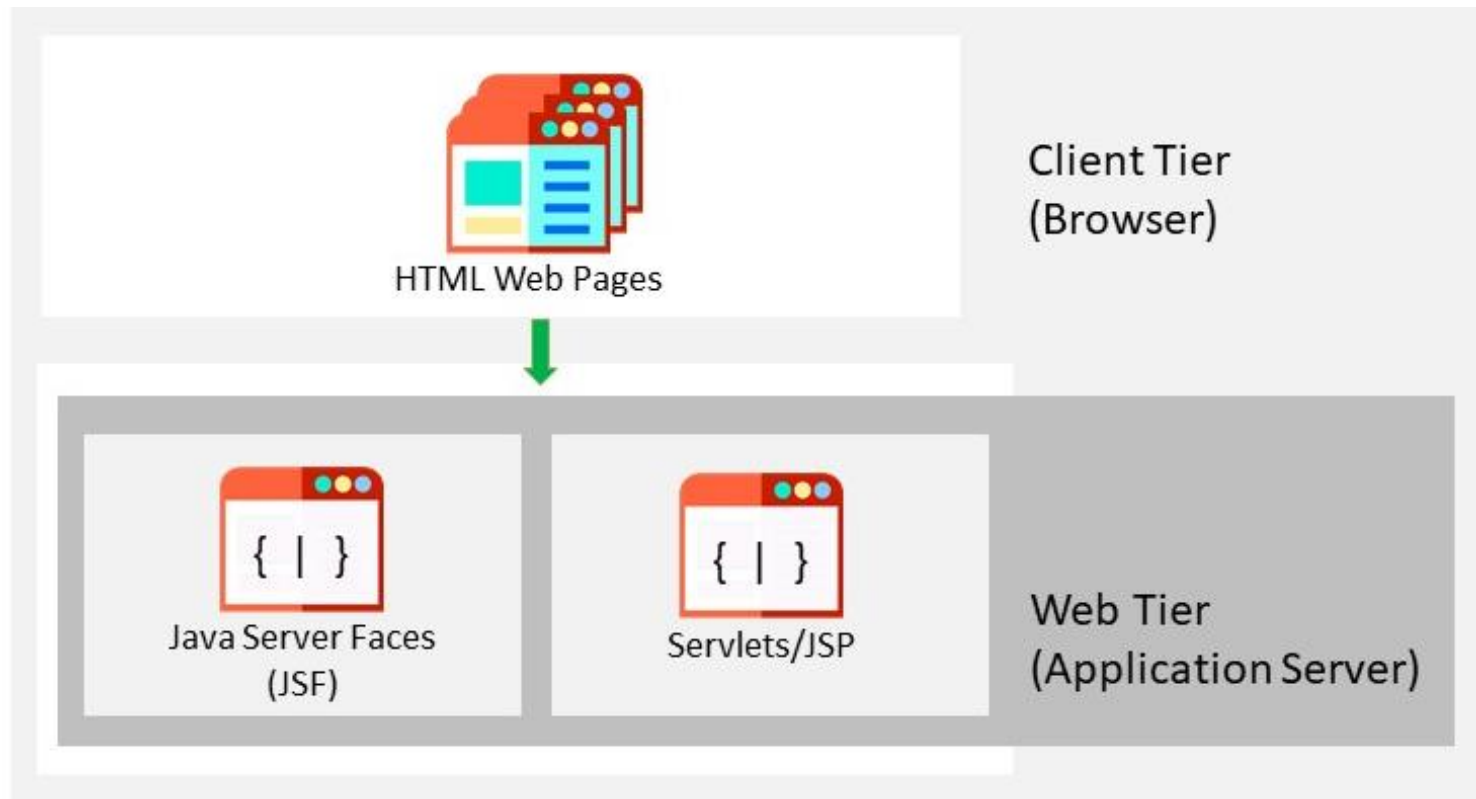 HTML Web Pages
Client Tier
(Browser)
{ | }
Java Server Faces
(JSF)
{ | }
Servlets/JSP
Web Tier
(Application Server)